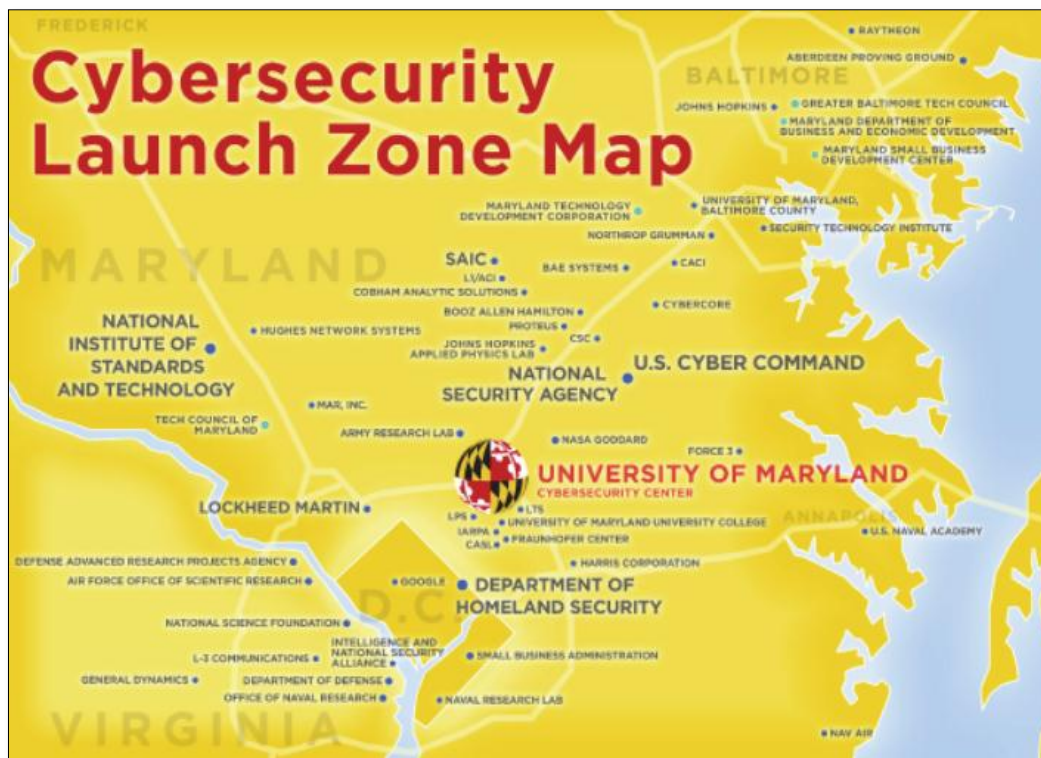 FREDERICK
Cybersecurity
Launch Zone Map
RAYTHEON
ABERDEEN PROVING GROUND
BALTIMORE
JOHNS HOPKINS
GREATER BALTIMORE TECH COUNCIL
MARYLAND DEPARTMENT OF
BUSINESS AND ECONOMIC DEVELOPMENT
MARYLAND SMALL BUSINESS
DEVELOPMENT CENTER
MARYLAND TECHNOLOGY
DEVELOPMENT CORPORATION
UNIVERSITY OF MARYLAND,
BALTIMORE COUNTY
NORTHROP GRUMMAN
SECURITY TECHNOLOGY INSTITUTE
MARYLAND
SAIC
BAE SYSTEMS
CACI
COBHAM ANALYTIC SOLUTIONS
CYBERCORE
BOOZ ALLEN HAMILTON
PROTEUS
NATIONAL
INSTITUTE OF
STANDARDS
AND TECHNOLOGY
HUGHES NETWORK SYSTEMS
CSC
JOHNS HOPKINS
APPLIED PHYSICS LAB
NATIONAL
SECURITY AGENCY
U.S. CYBER COMMAND
MAR, INC.
TECH COUNCIL OF
MARYLAND
ARMY RESEARCH LAB
NASA GODDARD
FORCE 3
UNIVERSITY OF MARYLAND
CYBERSECURITY CENTER
LOCKHEED MARTIN
LTS
LPS
UNIVERSITY OF MARYLAND UNIVERSITY COLLEGE
IARPA
FRAUNHOFER CENTER
CASL
ANNAPOLIS
U.S. NAVAL ACADEMY
DEFENSE ADVANCED RESEARCH PROJECTS AGENCY
HARRIS CORPORATION
AIR FORCE OFFICE OF SCIENTIFIC RESEARCH
GOOGLE
DEPARTMENT OF
HOMELAND SECURITY
D.C.
NATIONAL SCIENCE FOUNDATION
INTELLIGENCE AND
NATIONAL SECURITY
ALLIANCE
L-3 COMMUNICATIONS
SMALL BUSINESS ADMINISTRATION
GENERAL DYNAMICS
DEPARTMENT OF DEFENSE
OFFICE OF NAVAL RESEARCH
NAVAL RESEARCH LAB
VIRGINIA
NAV AIR